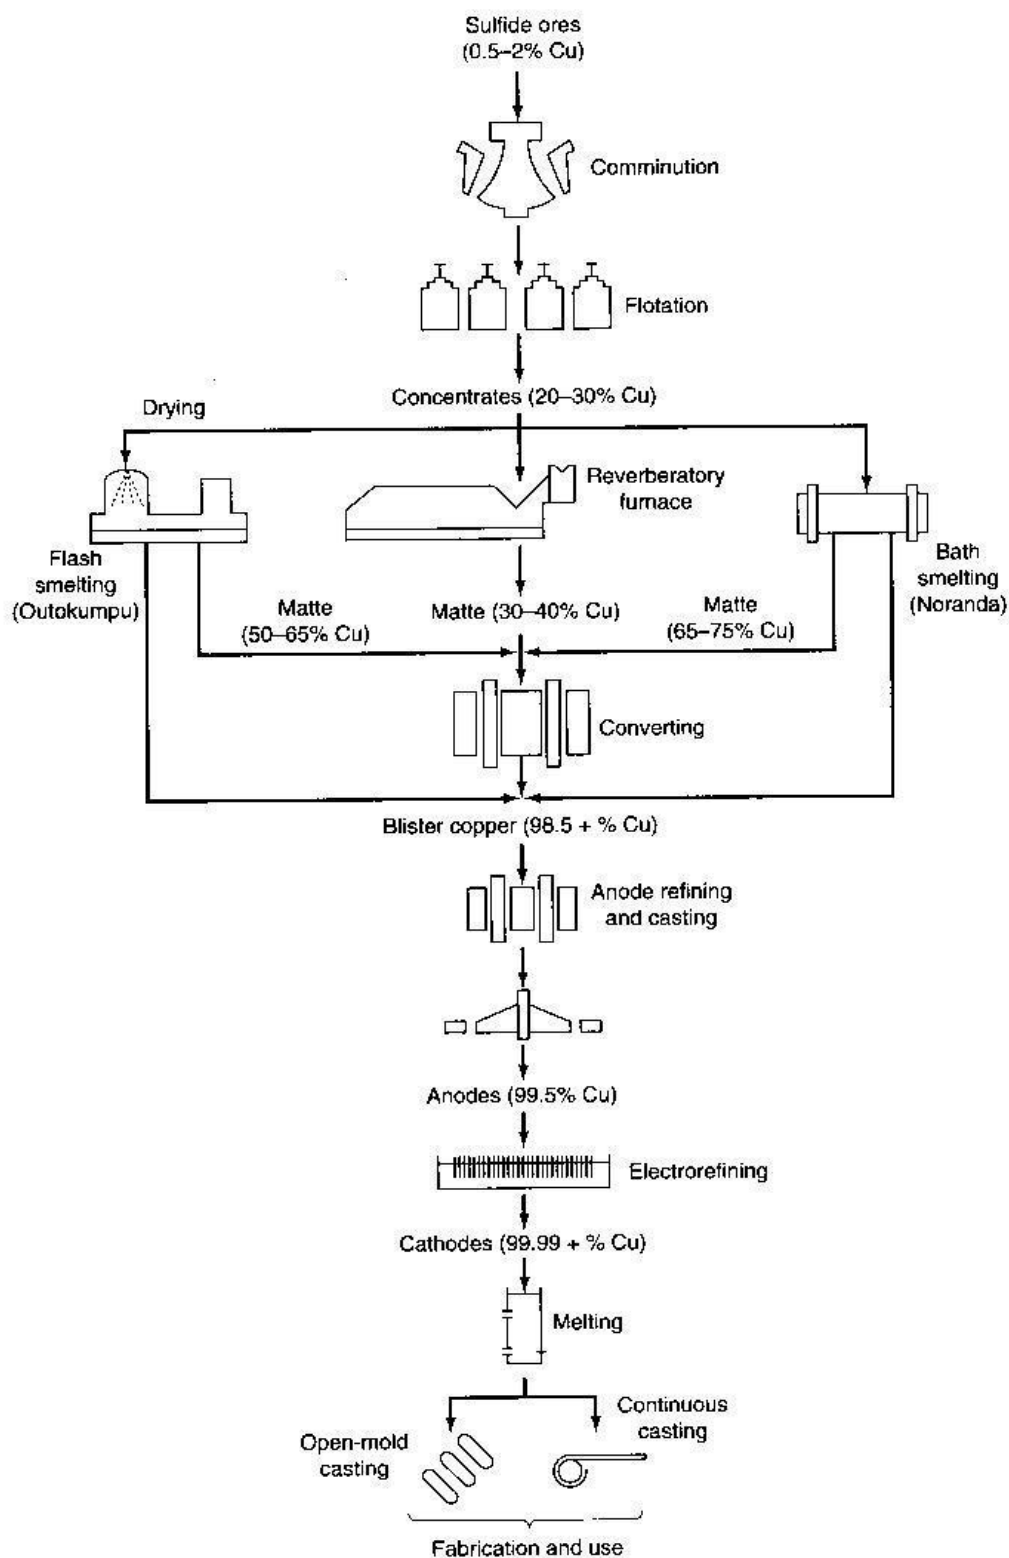 Sulfide ores
(0.5–2% Cu)
Comminution
Flotation
Concentrates (20–30% Cu)
Drying
Reverberatory
furnace
Flash
smelting
(Outokumpu)
Bath
smelting
(Noranda)
Matte
(50–65% Cu)
Matte (30–40% Cu)
Matte
(65–75% Cu)
Converting
Blister copper (98.5 + % Cu)
Anode refining
and casting
Anodes (99.5% Cu)
Electrorefining
Cathodes (99.99 + % Cu)
Melting
Open-mold
casting
Continuous
casting
Fabrication and use